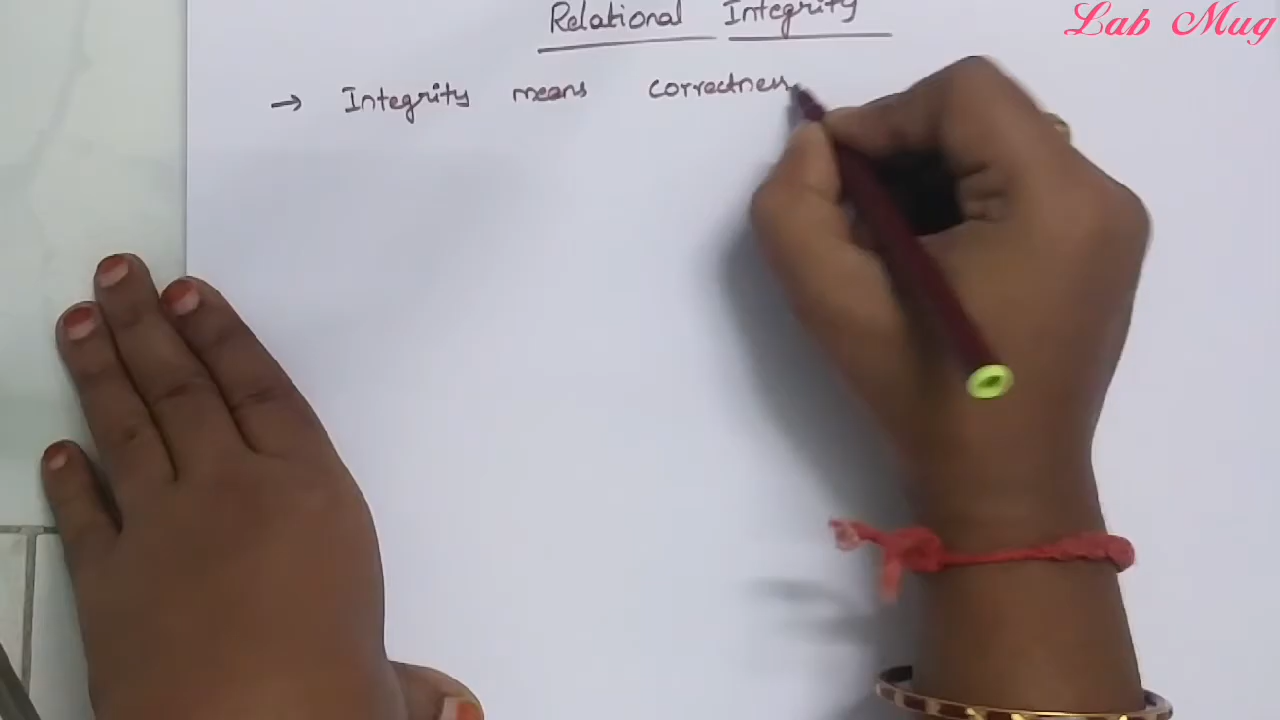 Relational Integrity
Lab Mug
→ Integrity means correctness